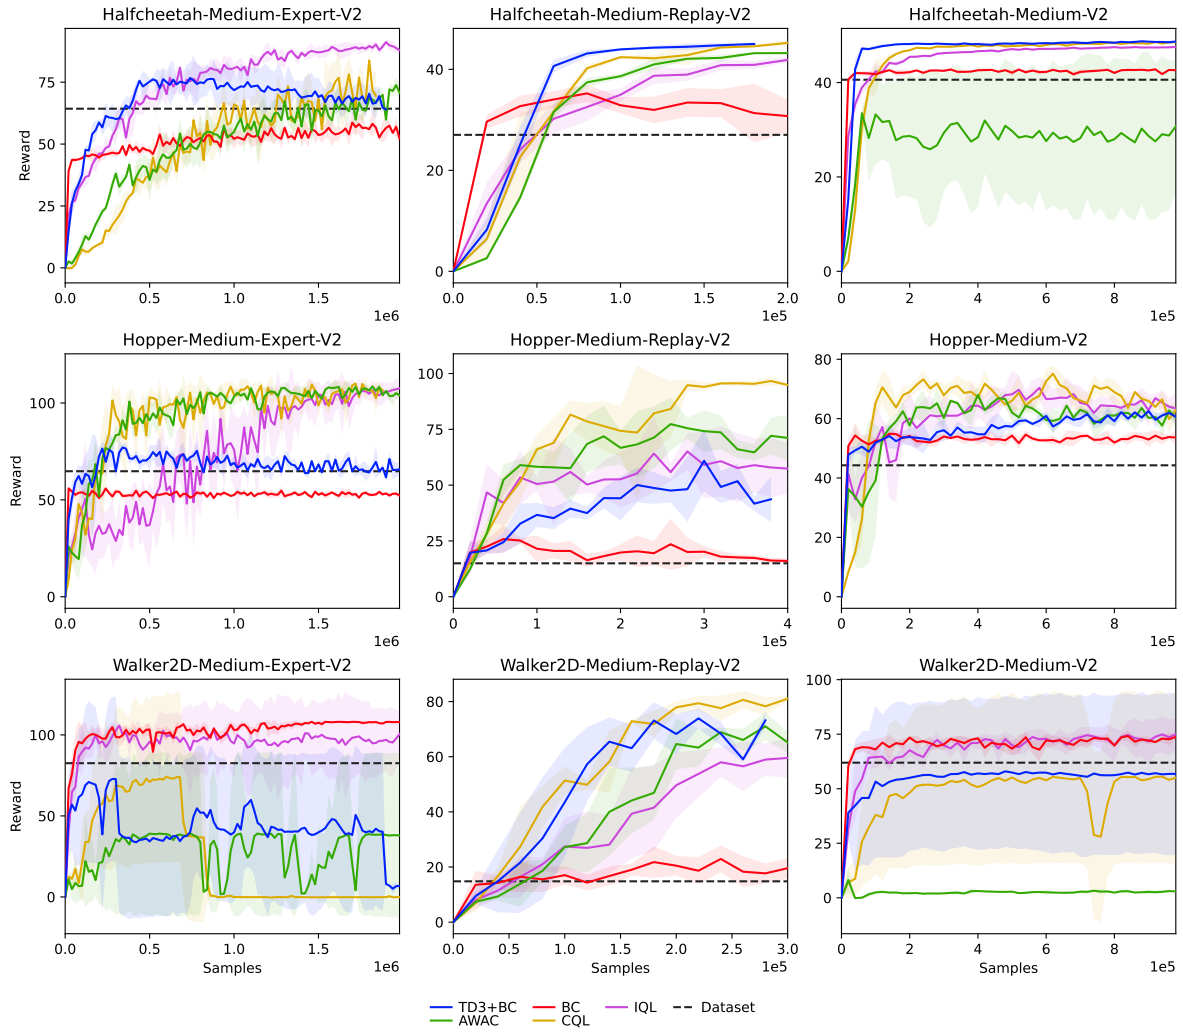 Halfcheetah-Medium-Expert-V2
Halfcheetah-Medium-Replay-V2
Halfcheetah-Medium-V2
Reward
75
50
25
0
0.0 0.5 1.0 1.5
1e6
40
20
0
0.0 0.5 1.0 1.5 2.0
1e5
40
20
0
0 2 4 6 8
1e5
Hopper-Medium-Expert-V2
Hopper-Medium-Replay-V2
Hopper-Medium-V2
Reward
100
50
0
0.0 0.5 1.0 1.5
1e6
100
75
50
25
0
0 1 2 3 4
1e5
80
60
40
20
0
0 2 4 6 8
1e5
Walker2D-Medium-Expert-V2
Walker2D-Medium-Replay-V2
Walker2D-Medium-V2
Reward
100
50
0
0.0 0.5 1.0 1.5
Samples 1e6
80
60
40
20
0
0.0 0.5 1.0 1.5 2.0 2.5 3.0
Samples 1e5
100
75
50
25
0
0 2 4 6 8
Samples 1e5
TD3+BC BC IQL Dataset
AWAC CQL